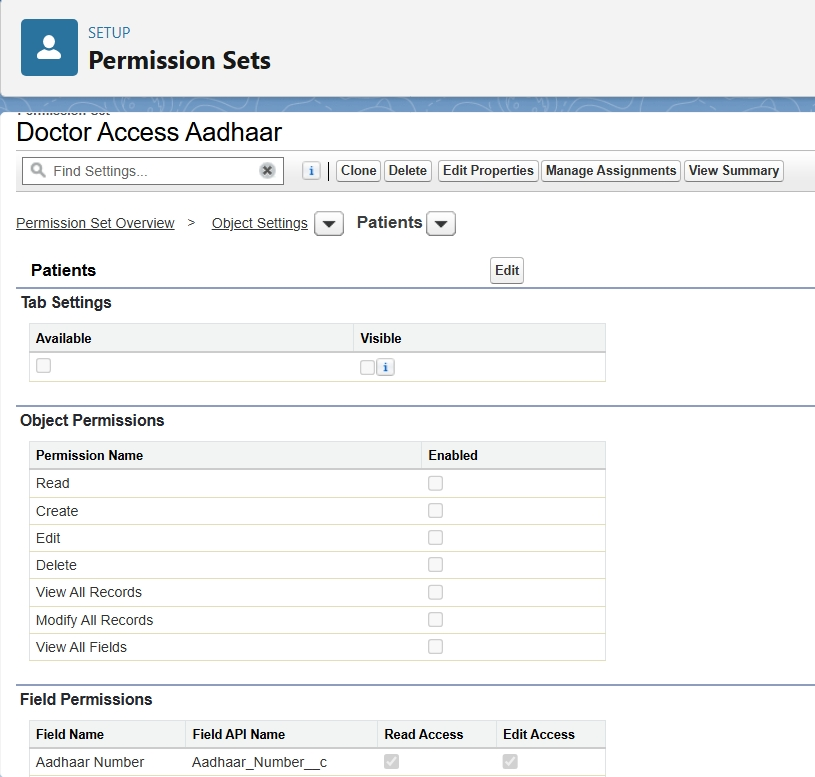 SETUP
Permission Sets
Permission Set
Doctor Access Aadhaar
Find Settings... i Clone Delete Edit Properties Manage Assignments View Summary
Permission Set Overview > Object Settings Patients
Patients Edit
Tab Settings
Available Visible
i
Object Permissions
Permission Name Enabled
Read
Create
Edit
Delete
View All Records
Modify All Records
View All Fields
Field Permissions
Field Name Field API Name Read Access Edit Access
Aadhaar Number Aadhaar_Number__c